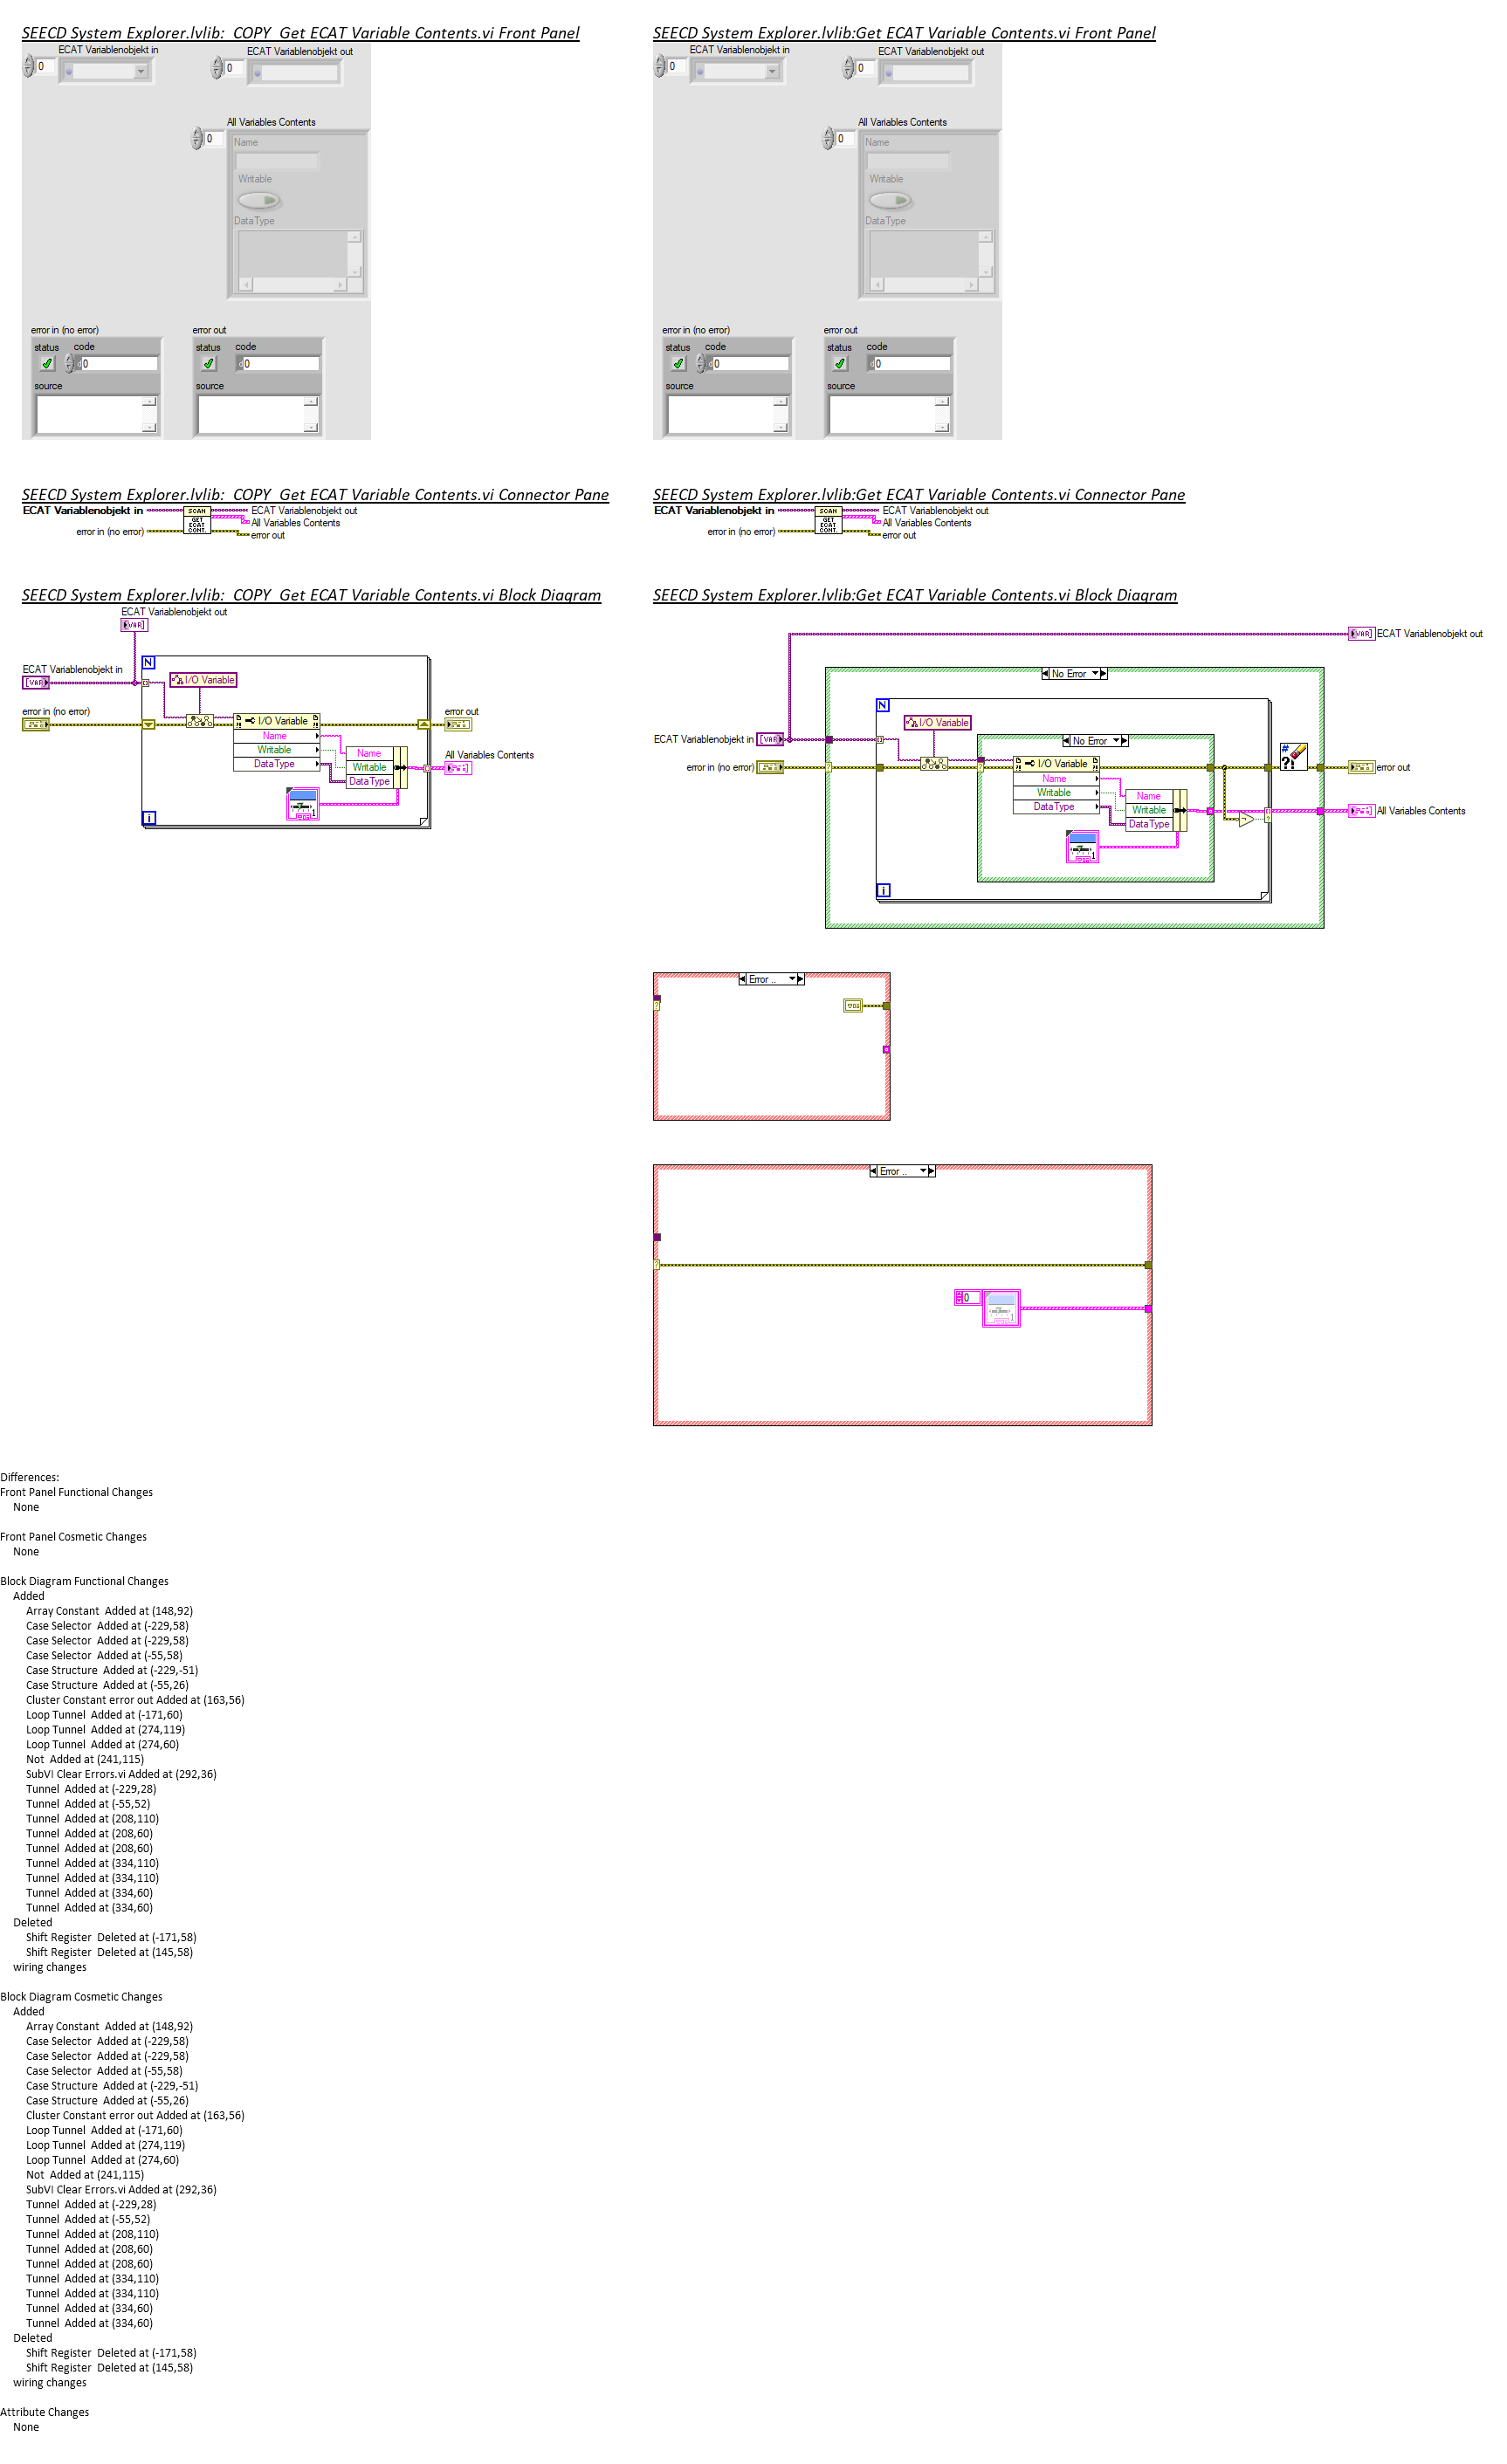 SEECD System Explorer.lvlib:  COPY  Get ECAT Variable Contents.vi Front Panel
ECAT Variablenobjekt in
0
ECAT Variablenobjekt out
0
All Variables Contents
0
Name
Writable
DataType
error in (no error)
status
code
0
source
error out
status
code
0
source
SEECD System Explorer.lvlib:Get ECAT Variable Contents.vi Front Panel
ECAT Variablenobjekt in
0
ECAT Variablenobjekt out
0
All Variables Contents
0
Name
Writable
DataType
error in (no error)
status
code
0
source
error out
status
code
0
source
SEECD System Explorer.lvlib:  COPY  Get ECAT Variable Contents.vi Connector Pane
ECAT Variablenobjekt in
error in (no error)
SCAN
GET
ECAT
CONT.
ECAT Variablenobjekt out
All Variables Contents
error out
SEECD System Explorer.lvlib:Get ECAT Variable Contents.vi Connector Pane
ECAT Variablenobjekt in
error in (no error)
SCAN
GET
ECAT
CONT.
ECAT Variablenobjekt out
All Variables Contents
error out
SEECD System Explorer.lvlib:  COPY  Get ECAT Variable Contents.vi Block Diagram
ECAT Variablenobjekt out
VAR
ECAT Variablenobjekt in
VAR
error in (no error)
N
I/O Variable
I/O Variable
Name
Writable
DataType
Name
Writable
DataType
1
i
error out
All Variables Contents
SEECD System Explorer.lvlib:Get ECAT Variable Contents.vi Block Diagram
VAR
ECAT Variablenobjekt out
No Error
N
I/O Variable
ECAT Variablenobjekt in
VAR
error in (no error)
No Error
I/O Variable
Name
Writable
DataType
Name
Writable
DataType
1
i
#
?!
error out
All Variables Contents
Error ..
?
Error ..
?
0
1
Differences:
Front Panel Functional Changes
None
Front Panel Cosmetic Changes
None
Block Diagram Functional Changes
Added
Array Constant  Added at (148,92)
Case Selector  Added at (-229,58)
Case Selector  Added at (-229,58)
Case Selector  Added at (-55,58)
Case Structure  Added at (-229,-51)
Case Structure  Added at (-55,26)
Cluster Constant error out Added at (163,56)
Loop Tunnel  Added at (-171,60)
Loop Tunnel  Added at (274,119)
Loop Tunnel  Added at (274,60)
Not  Added at (241,115)
SubVI Clear Errors.vi Added at (292,36)
Tunnel  Added at (-229,28)
Tunnel  Added at (-55,52)
Tunnel  Added at (208,110)
Tunnel  Added at (208,60)
Tunnel  Added at (208,60)
Tunnel  Added at (334,110)
Tunnel  Added at (334,110)
Tunnel  Added at (334,60)
Tunnel  Added at (334,60)
Deleted
Shift Register  Deleted at (-171,58)
Shift Register  Deleted at (145,58)
wiring changes
Block Diagram Cosmetic Changes
Added
Array Constant  Added at (148,92)
Case Selector  Added at (-229,58)
Case Selector  Added at (-229,58)
Case Selector  Added at (-55,58)
Case Structure  Added at (-229,-51)
Case Structure  Added at (-55,26)
Cluster Constant error out Added at (163,56)
Loop Tunnel  Added at (-171,60)
Loop Tunnel  Added at (274,119)
Loop Tunnel  Added at (274,60)
Not  Added at (241,115)
SubVI Clear Errors.vi Added at (292,36)
Tunnel  Added at (-229,28)
Tunnel  Added at (-55,52)
Tunnel  Added at (208,110)
Tunnel  Added at (208,60)
Tunnel  Added at (208,60)
Tunnel  Added at (334,110)
Tunnel  Added at (334,110)
Tunnel  Added at (334,60)
Tunnel  Added at (334,60)
Deleted
Shift Register  Deleted at (-171,58)
Shift Register  Deleted at (145,58)
wiring changes
Attribute Changes
None